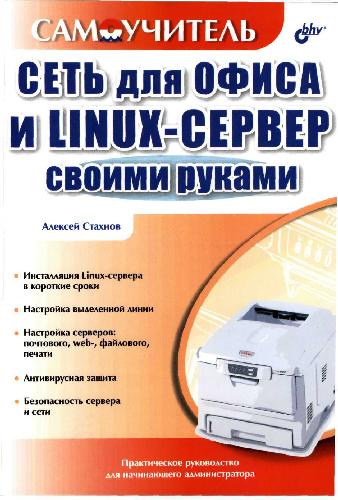 САМОУЧИТЕЛЬ
bhv®
СЕТЬ для ОФИСА
и LINUX-СЕРВЕР
своими руками
Алексей Стахнов
• Инсталляция Linux-сервера
в короткие сроки
• Настройка выделенной линии
• Настройка серверов:
почтового, web-, файлового,
печати
• Антивирусная защита
• Безопасность сервера
и сети
Практическое руководство
для начинающего администратора